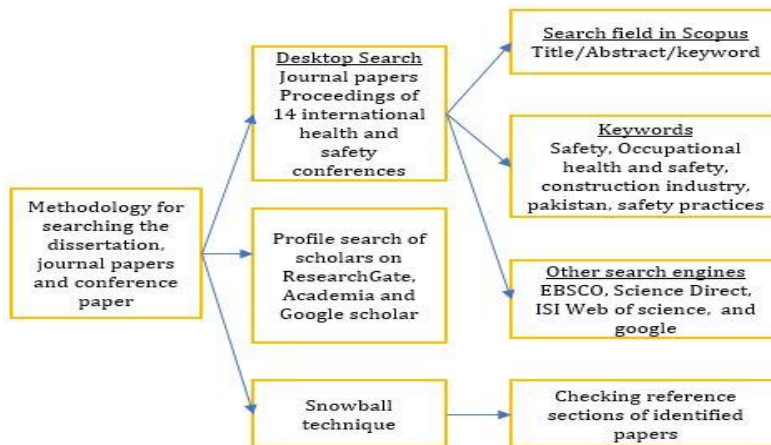 Methodology for
searching the
dissertation,
journal papers
and conference
paper
Desktop Search
Journal papers
Proceedings of
14 international
health and
safety
conferences
Profile search of
scholars on
ResearchGate,
Academia and
Google scholar
Snowball
technique
Search field in Scopus
Title/Abstract/keyword
Keywords
Safety, Occupational
health and safety,
construction industry,
pakistan, safety practices
Other search engines
EBSCO, Science Direct,
ISI Web of science, and
google
Checking reference
sections of identified
papers